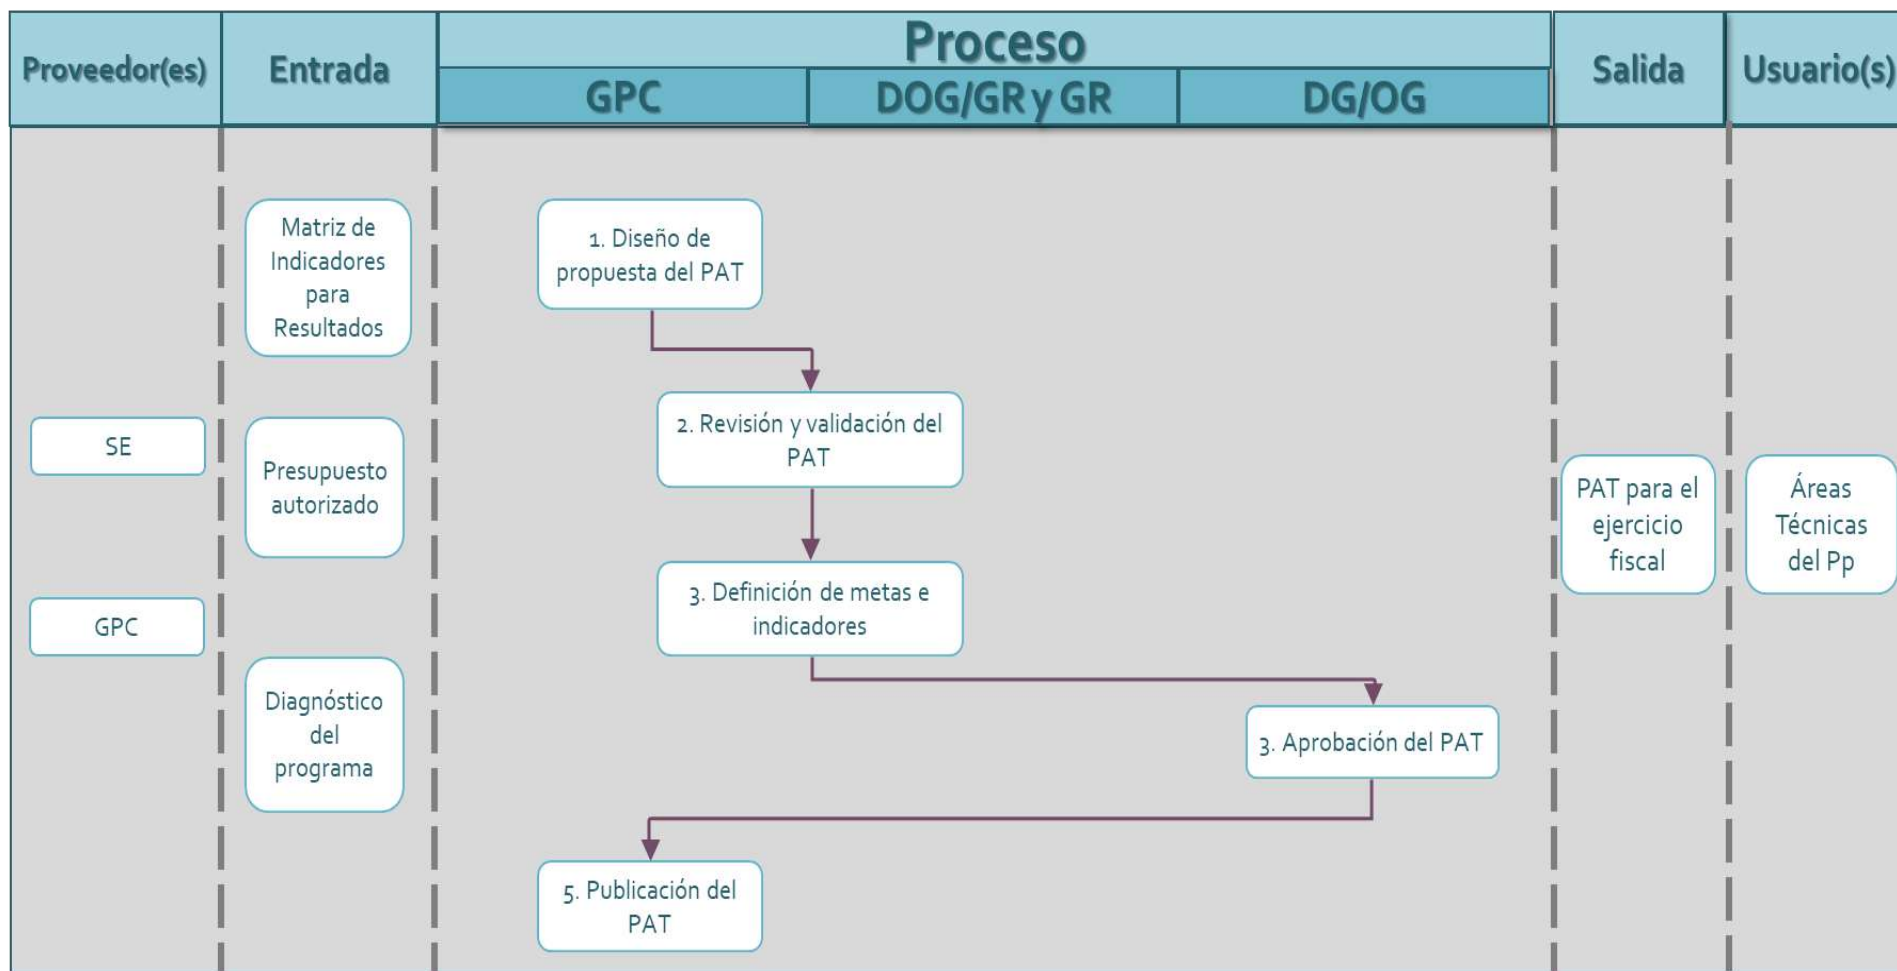 Proveedor(es)
Entrada
Proceso
GPC
DOG/GR y GR
DG/OG
Salida
Usuario(s)
SE
GPC
Matriz de
Indicadores
para
Resultados
Presupuesto
autorizado
Diagnóstico
del
programa
1. Diseño de
propuesta del PAT
2. Revisión y validación del
PAT
3. Definición de metas e
indicadores
3. Aprobación del PAT
5. Publicación del
PAT
PAT para el
ejercicio
fiscal
Áreas
Técnicas
del Pp